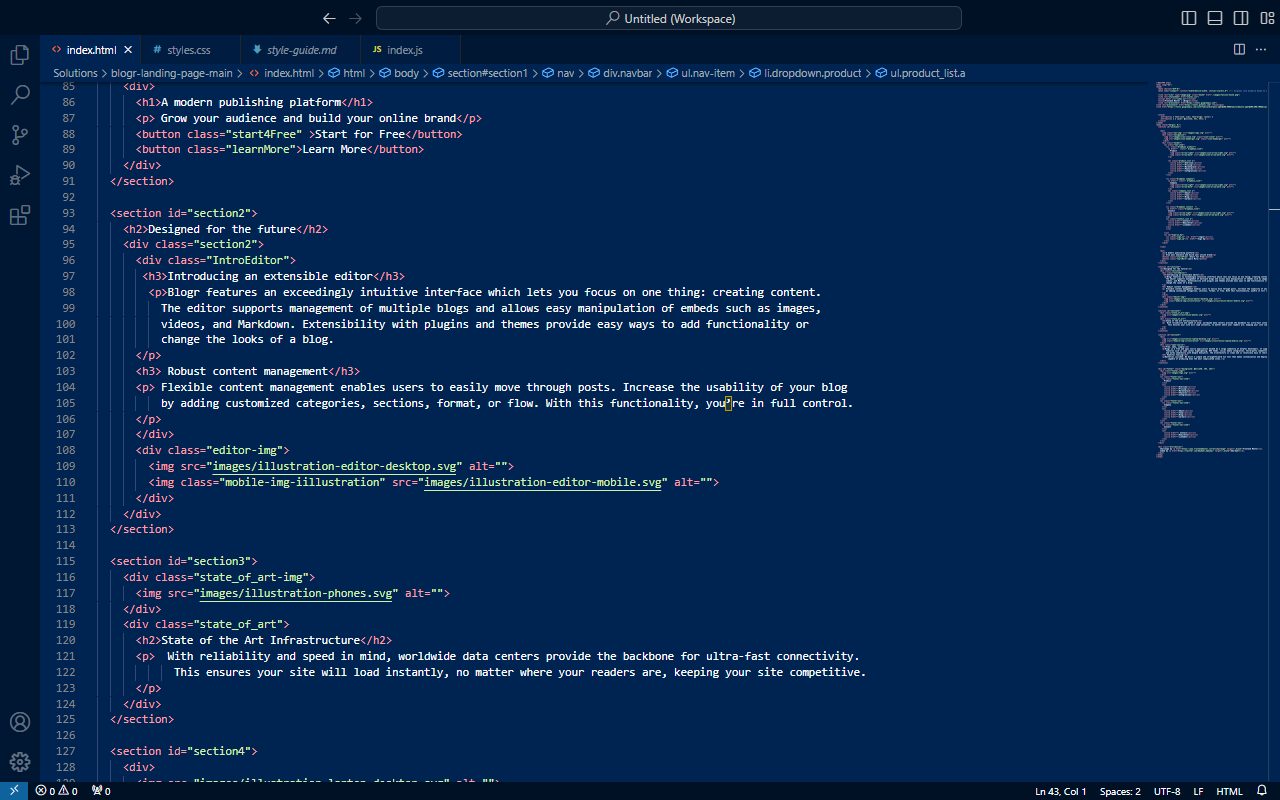 Untitled (Workspace)
index.html
styles.css
style-guide.md
JS index.js
Solutions > blogr-landing-page-main > index.html > html > body > section#section1 > nav > div.navbar > ul.nav-item > li.dropdown.product > ul.product_list.a
85 <div>
86 <h1>A modern publishing platform</h1>
87 <p> Grow your audience and build your online brand</p>
88 <button class="start4Free" >Start for Free</button>
89 <button class="learnMore">Learn More</button>
90 </div>
91 </section>
92
93 <section id="section2">
94 <h2>Designed for the future</h2>
95 <div class="section2">
96 <div class="IntroEditor">
97 <h3>Introducing an extensible editor</h3>
98 <p>Blogr features an exceedingly intuitive interface which lets you focus on one thing: creating content.
99 The editor supports management of multiple blogs and allows easy manipulation of embeds such as images,
100 videos, and Markdown. Extensibility with plugins and themes provide easy ways to add functionality or
101 change the looks of a blog.
102 </p>
103 <h3> Robust content management</h3>
104 <p> Flexible content management enables users to easily move through posts. Increase the usability of your blog
105 by adding customized categories, sections, format, or flow. With this functionality, you’re in full control.
106 </p>
107 </div>
108 <div class="editor-img">
109 <img src="images/illustration-editor-desktop.svg" alt="">
110 <img class="mobile-img-iillustration" src="images/illustration-editor-mobile.svg" alt="">
111 </div>
112 </div>
113 </section>
114
115 <section id="section3">
116 <div class="state_of_art-img">
117 <img src="images/illustration-phones.svg" alt="">
118 </div>
119 <div class="state_of_art">
120 <h2>State of the Art Infrastructure</h2>
121 <p> With reliability and speed in mind, worldwide data centers provide the backbone for ultra-fast connectivity.
122 This ensures your site will load instantly, no matter where your readers are, keeping your site competitive.
123 </p>
124 </div>
125 </section>
126
127 <section id="section4">
128 <div>
129 <img src="images/illustration-laptop-desktop.svg" alt="">
0 0 0 Ln 43, Col 1 Spaces: 2 UTF-8 LF HTML